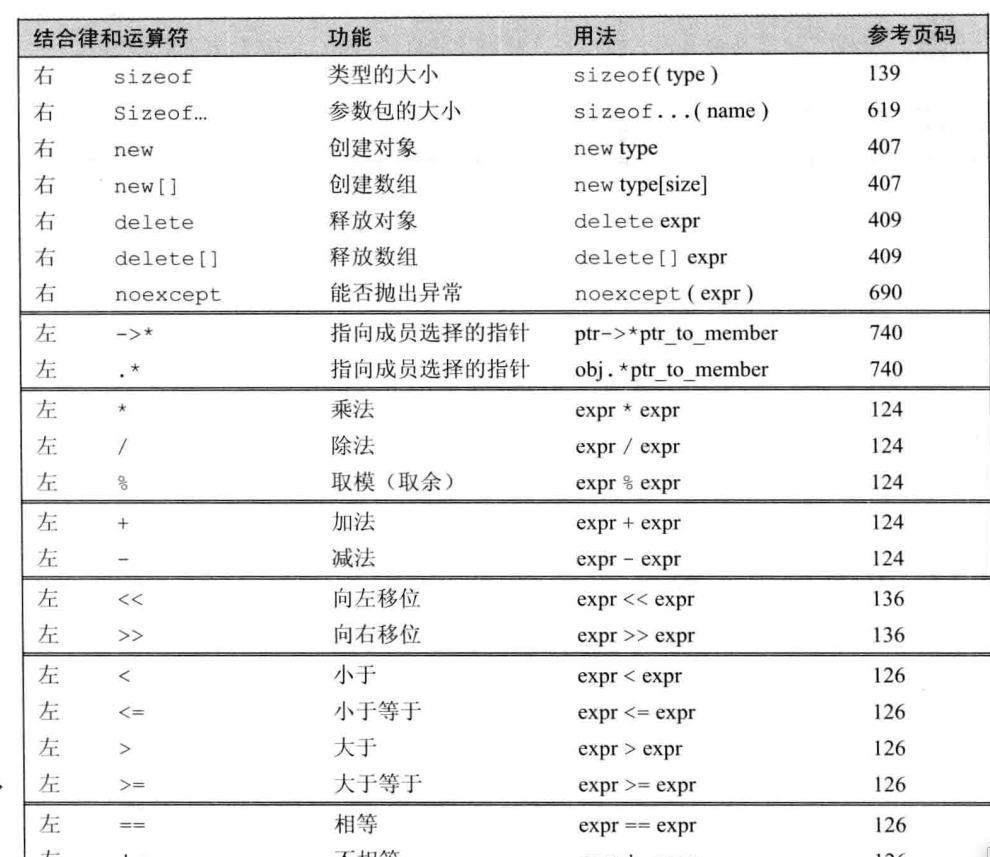 结合律和运算符 功能 用法 参考页码
右 sizeof 类型的大小 sizeof( type ) 139
右 Sizeof… 参数包的大小 sizeof...( name ) 619
右 new 创建对象 new type 407
右 new[] 创建数组 new type[size] 407
右 delete 释放对象 delete expr 409
右 delete[] 释放数组 delete[] expr 409
右 noexcept 能否抛出异常 noexcept ( expr ) 690
左 ->* 指向成员选择的指针 ptr->*ptr_to_member 740
左 .* 指向成员选择的指针 obj.*ptr_to_member 740
左 * 乘法 expr * expr 124
左 / 除法 expr / expr 124
左 % 取模（取余） expr % expr 124
左 + 加法 expr + expr 124
左 - 减法 expr - expr 124
左 << 向左移位 expr << expr 136
左 >> 向右移位 expr >> expr 136
左 < 小于 expr < expr 126
左 <= 小于等于 expr <= expr 126
左 > 大于 expr > expr 126
左 >= 大于等于 expr >= expr 126
左 == 相等 expr == expr 126
不相等